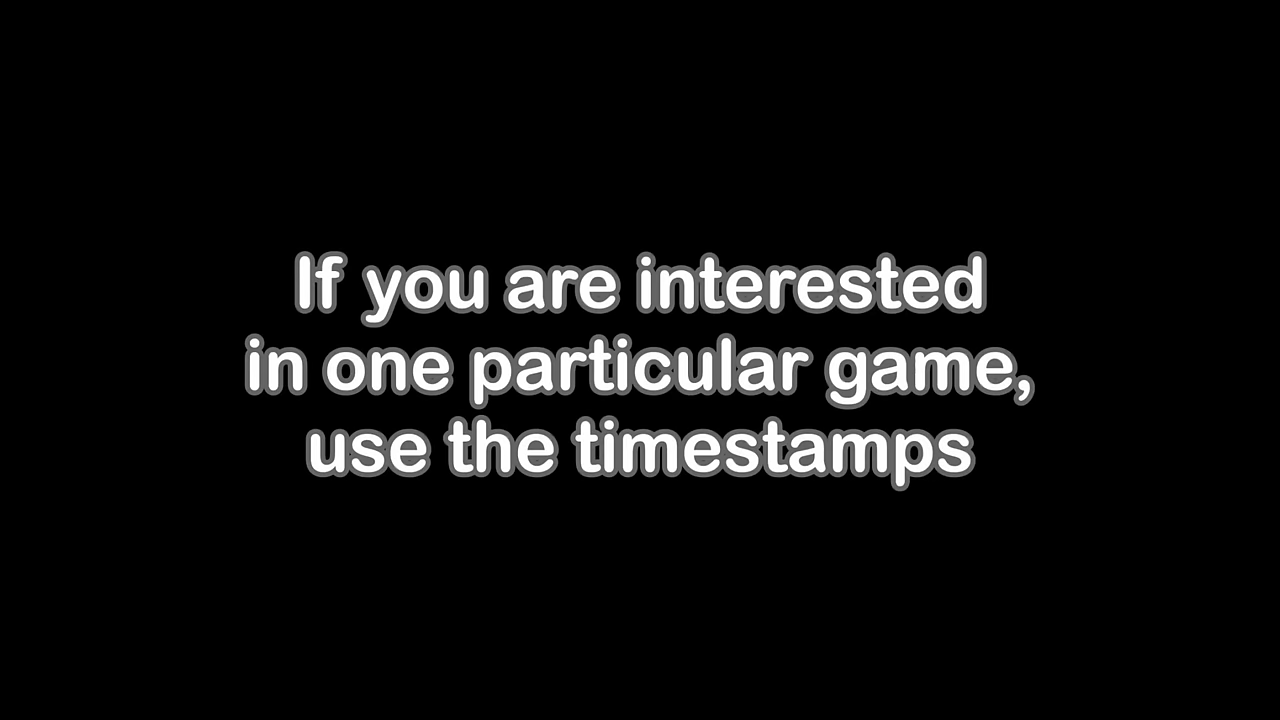 If you are interested
in one particular game,
use the timestamps